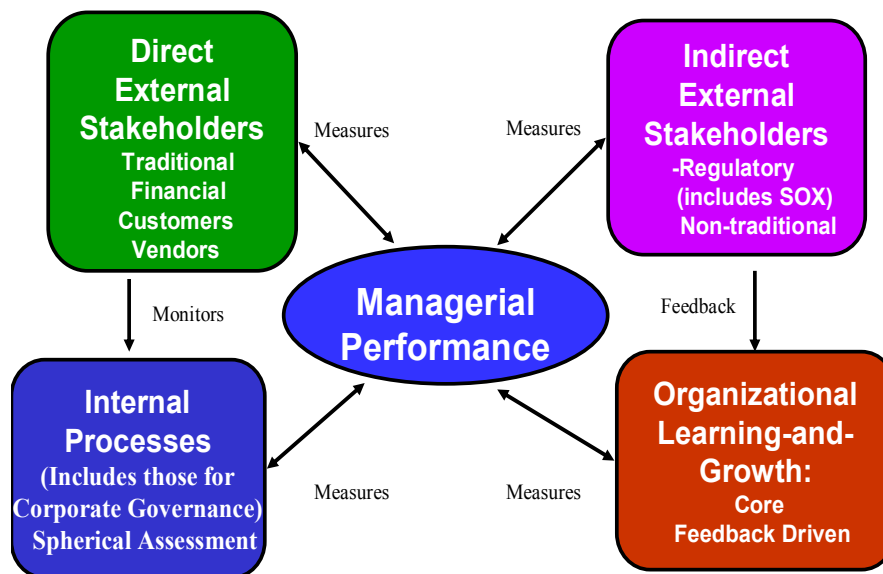 Direct
External
Stakeholders
Traditional
Financial
Customers
Vendors
Measures
Measures
Indirect
External
Stakeholders
-Regulatory
(includes SOX)
Non-traditional
Managerial
Performance
Monitors
Feedback
Internal
Processes
(Includes those for
Corporate Governance)
Spherical Assessment
Measures
Measures
Organizational
Learning-and-
Growth:
Core
Feedback Driven